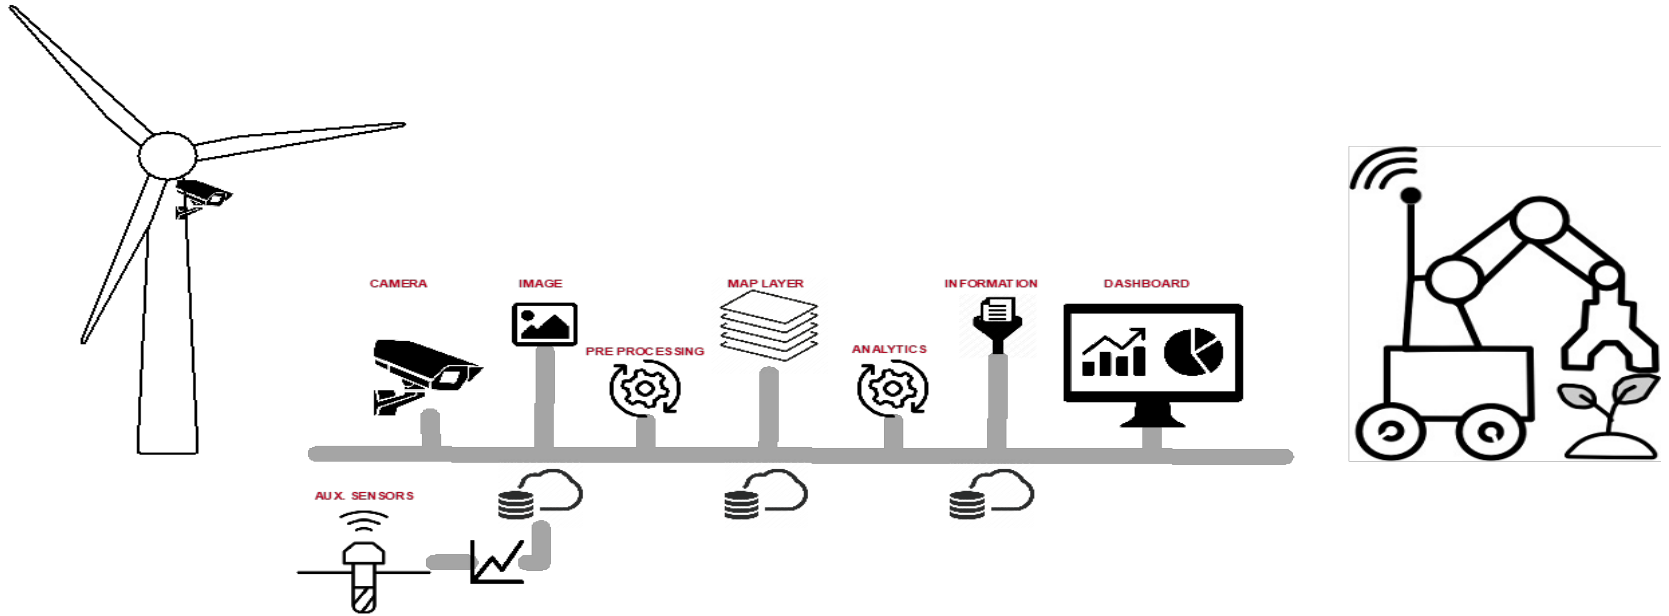 CAMERA
IMAGE
PRE PROCESSING
MAP LAYER
ANALYTICS
INFORMATION
DASHBOARD
AUX. SENSORS